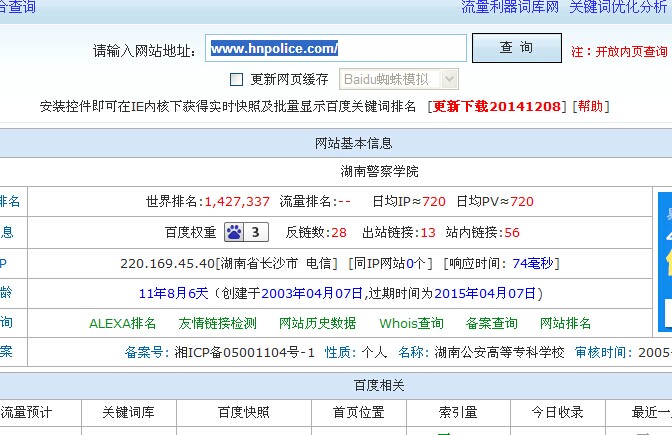 合查询 流量利器词库网 关键词优化分析
请输入网站地址： www.hnpolice.com/ 查 询 注：开放内页查询
更新网页缓存 Baidu蜘蛛模拟
安装控件即可在IE内核下获得实时快照及批量显示百度关键词排名 [更新下载20141208] [帮助]
网站基本信息
湖南警察学院
排名 世界排名:1,427,337 流量排名:-- 日均IP≈720 日均PV≈720
息 百度权重 3 反链数:28 出站链接:13 站内链接:56
P 220.169.45.40[湖南省长沙市 电信] [同IP网站0个] [响应时间：74毫秒]
龄 11年8月6天（创建于2003年04月07日,过期时间为2015年04月07日)
询 ALEXA排名 友情链接检测 网站历史数据 Whois查询 备案查询 网站排名
案 备案号: 湘ICP备05001104号-1 性质: 个人 名称: 湖南公安高等专科学校 审核时间: 2005-
百度相关
流量预计 关键词库 百度快照 首页位置 索引量 今日收录 最近一